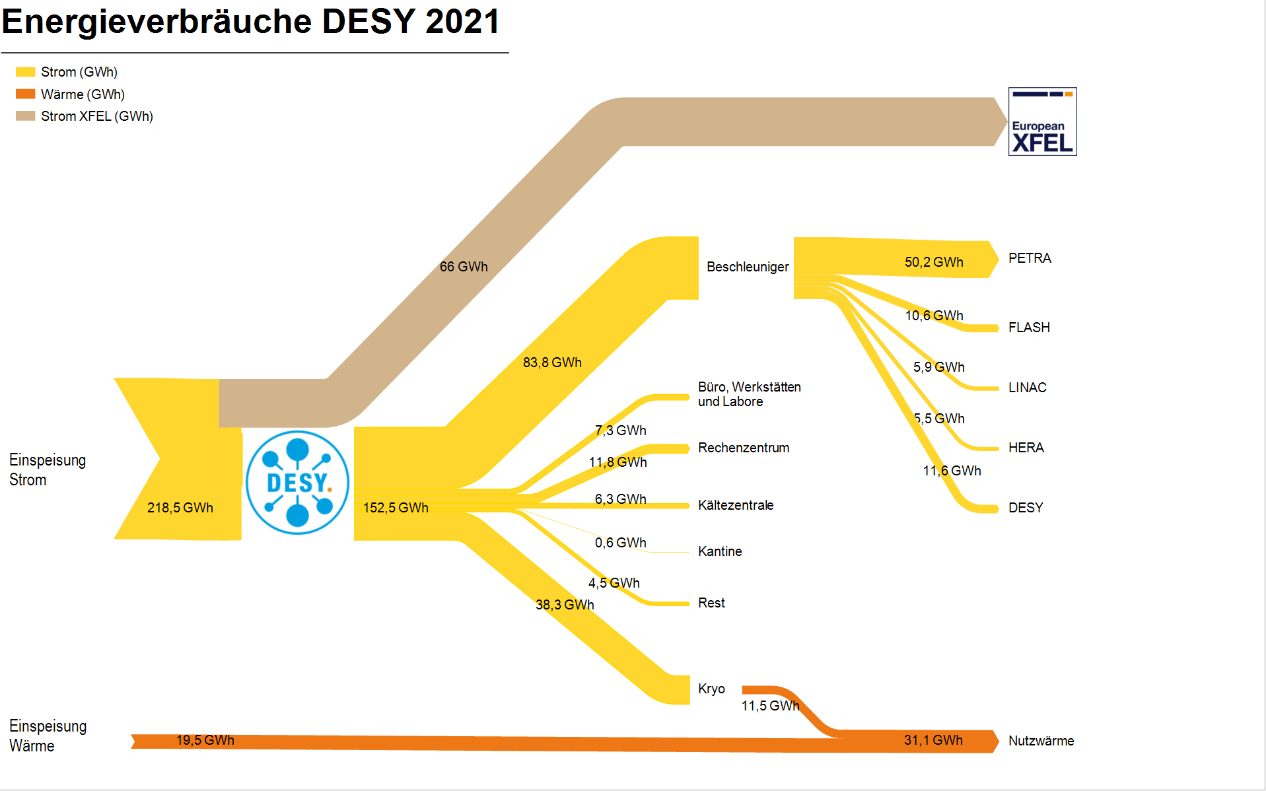 Energieverbräuche DESY 2021
Strom (GWh)
Wärme (GWh)
Strom XFEL (GWh)
European
XFEL
66 GWh
Beschleuniger
50,2 GWh
PETRA
10,6 GWh
FLASH
83,8 GWh
5,9 GWh
LINAC
Büro, Werkstätten
und Labore
7,3 GWh
5,5 GWh
HERA
Rechenzentrum
11,8 GWh
11,6 GWh
Einspeisung
Strom
DESY.
218,5 GWh
152,5 GWh
6,3 GWh
Kältezentrale
DESY
0,6 GWh
Kantine
4,5 GWh
Rest
38,3 GWh
Kryo
11,5 GWh
Einspeisung
Wärme
19,5 GWh
31,1 GWh
Nutzwärme